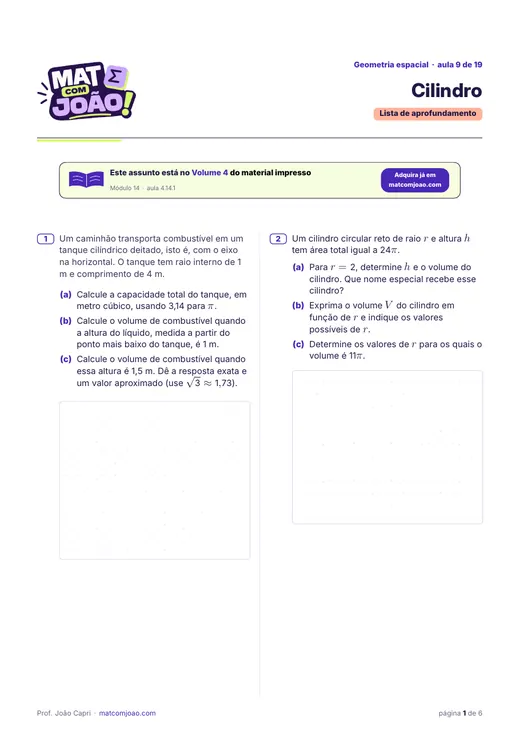 MAT Σ
COM
JOÃO!
Geometria espacial · aula 9 de 19
Cilindro
Lista de aprofundamento
Este assunto está no Volume 4 do material impresso
Módulo 14 · aula 4.14.1
Adquira já em
matcomjoao.com
1 Um caminhão transporta combustível em um
tanque cilíndrico deitado, isto é, com o eixo
na horizontal. O tanque tem raio interno de 1
m e comprimento de 4 m.
(a) Calcule a capacidade total do tanque, em
metro cúbico, usando 3,14 para π.
(b) Calcule o volume de combustível quando
a altura do líquido, medida a partir do
ponto mais baixo do tanque, é 1 m.
(c) Calcule o volume de combustível quando
essa altura é 1,5 m. Dê a resposta exata e
um valor aproximado (use √3 ≈ 1,73).
2 Um cilindro circular reto de raio r e altura h
tem área total igual a 24π.
(a) Para r = 2, determine h e o volume do
cilindro. Que nome especial recebe esse
cilindro?
(b) Exprima o volume V do cilindro em
função de r e indique os valores
possíveis de r.
(c) Determine os valores de r para os quais o
volume é 11π.
Prof. João Capri · matcomjoao.com
página 1 de 6